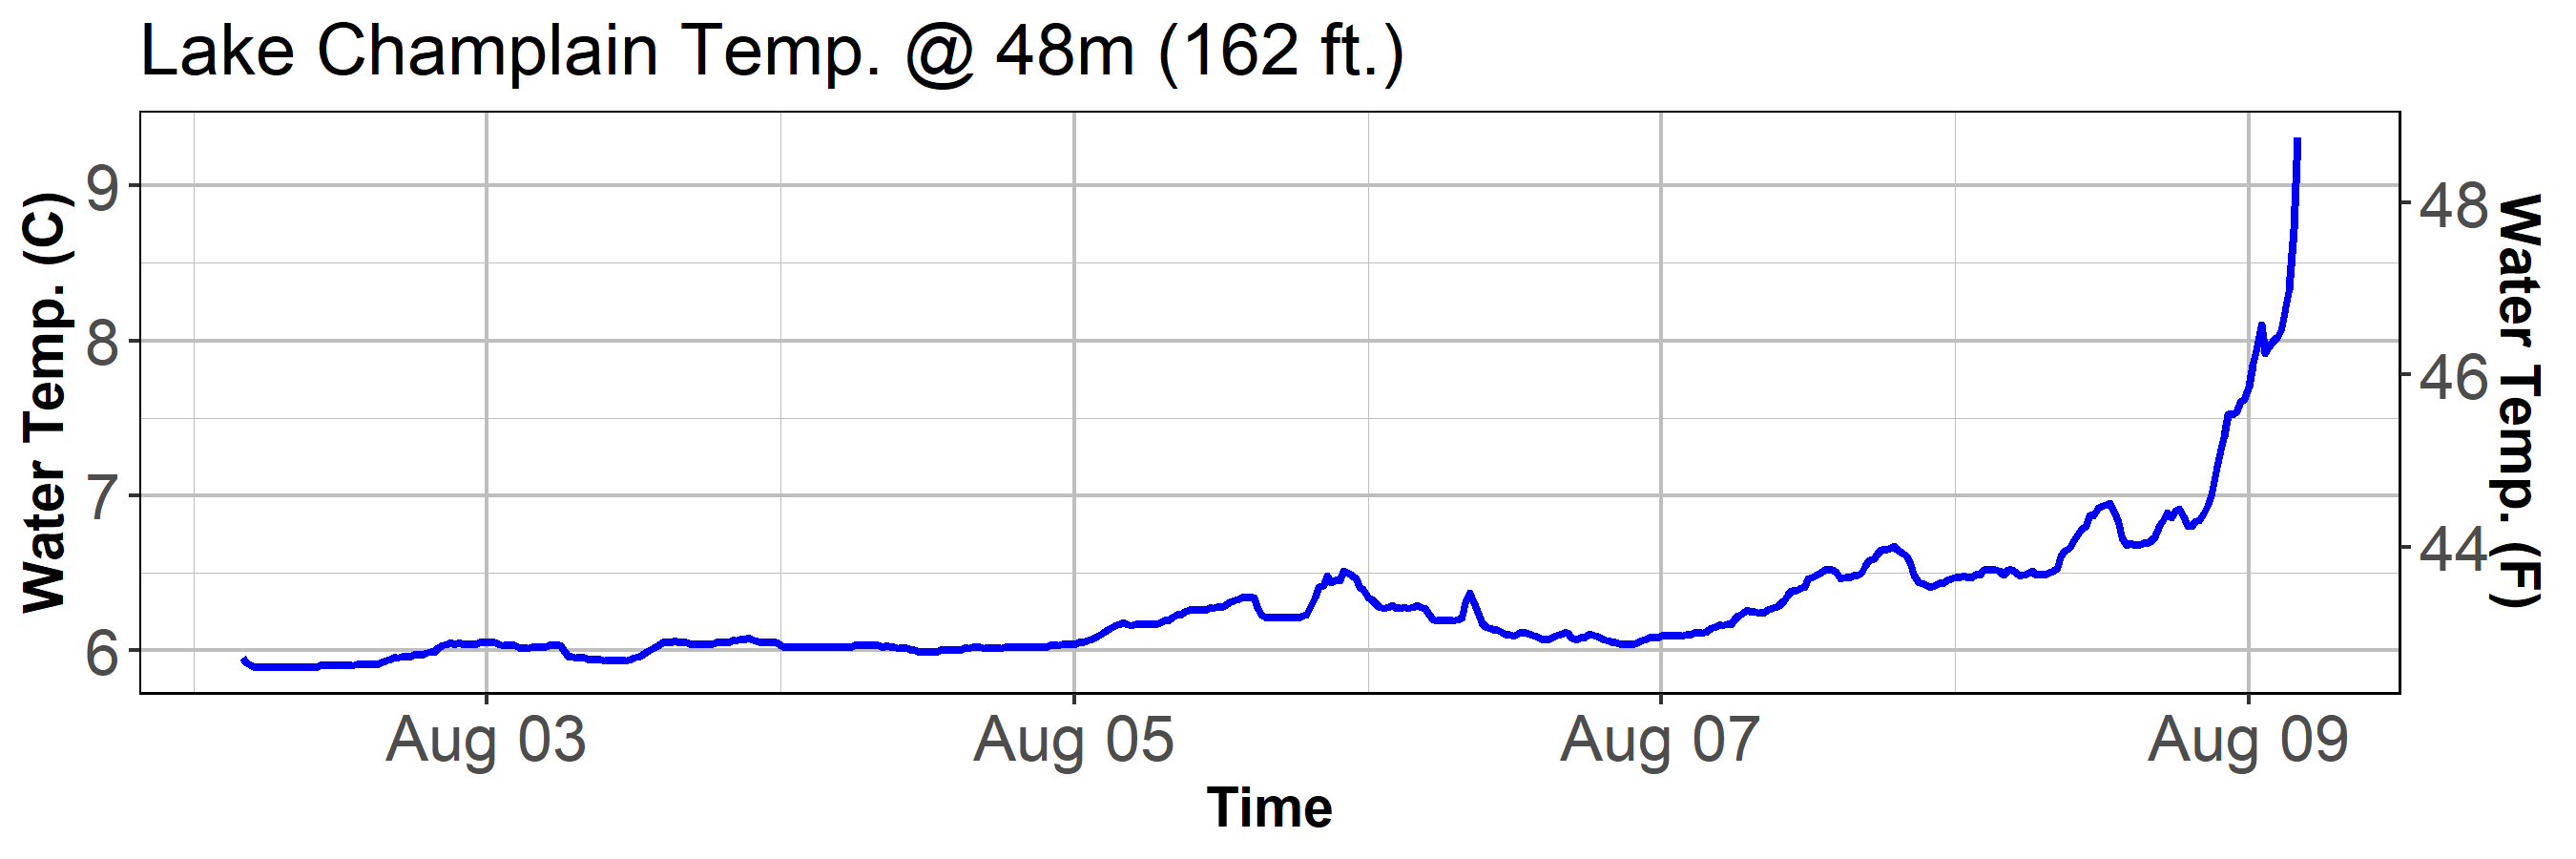 Lake Champlain Temp. @ 48m (162 ft.)
Water Temp. (C)
9
8
7
6
48
46
44
Water Temp. (F)
Aug 03 Aug 05 Aug 07 Aug 09
Time